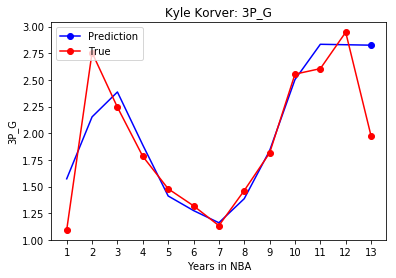 Kyle Korver: 3P_G
Prediction
True
3P_G
3.00
2.75
2.50
2.25
2.00
1.75
1.50
1.25
1.00
1 2 3 4 5 6 7 8 9 10 11 12 13
Years in NBA